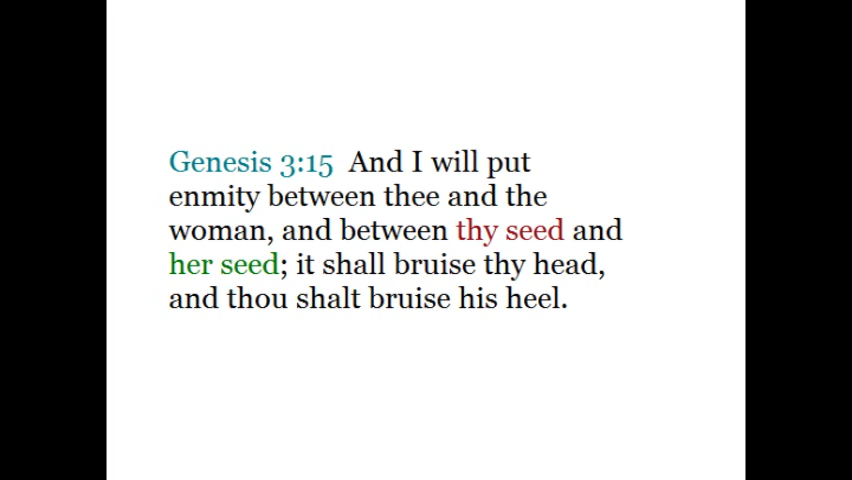 Genesis 3:15  And I will put
enmity between thee and the
woman, and between thy seed and
her seed; it shall bruise thy head,
and thou shalt bruise his heel.